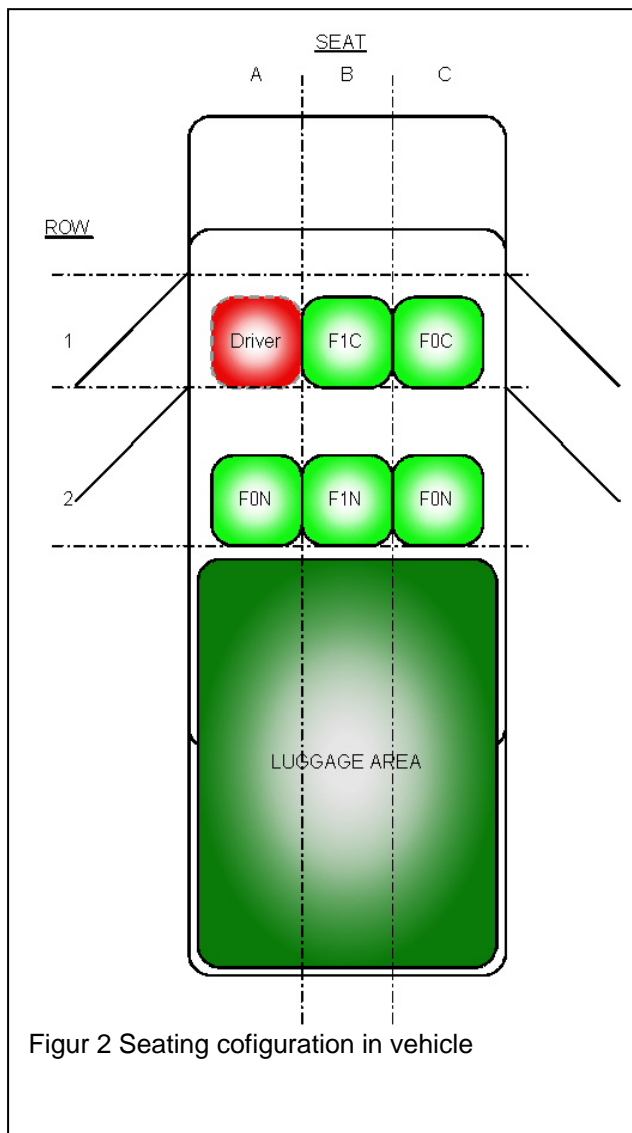 SEAT
A B C
ROW
1 Driver F1C F0C
2 F0N F1N F0N
LUGGAGE AREA
Figur 2 Seating cofiguration in vehicle